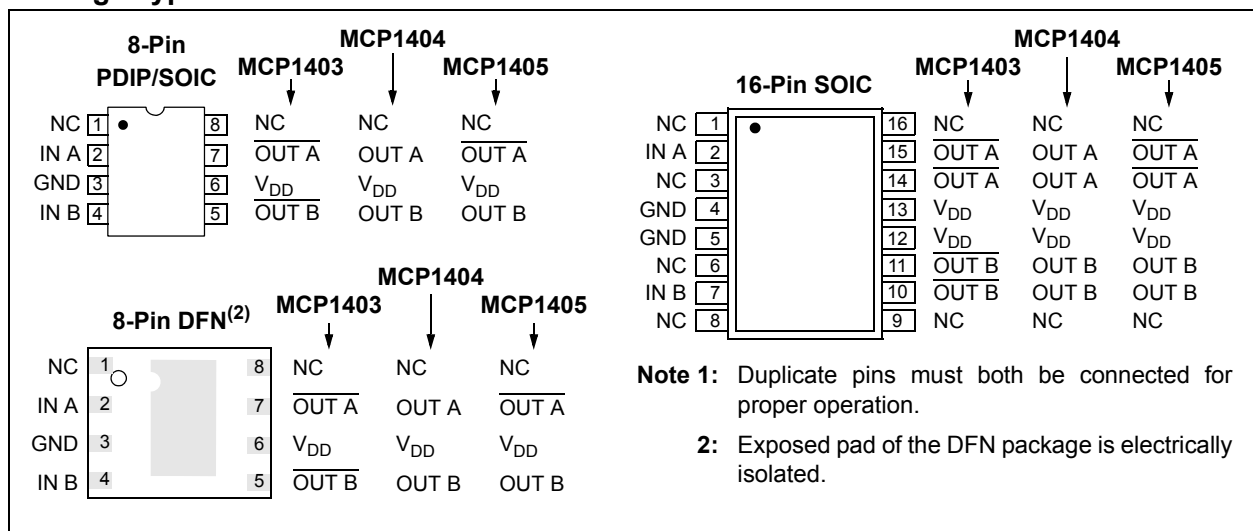 8-Pin
PDIP/SOIC
MCP1403
MCP1404
MCP1405
NC 1 8 NC NC NC
IN A 2 7 OUT A OUT A OUT A
GND 3 6 VDD VDD VDD
IN B 4 5 OUT B OUT B OUT B
8-Pin DFN(2)
MCP1403
MCP1404
MCP1405
NC 1 8 NC NC NC
IN A 2 7 OUT A OUT A OUT A
GND 3 6 VDD VDD VDD
IN B 4 5 OUT B OUT B OUT B
16-Pin SOIC
MCP1403
MCP1404
MCP1405
NC 1 16 NC NC NC
IN A 2 15 OUT A OUT A OUT A
NC 3 14 OUT A OUT A OUT A
GND 4 13 VDD VDD VDD
GND 5 12 VDD VDD VDD
NC 6 11 OUT B OUT B OUT B
IN B 7 10 OUT B OUT B OUT B
NC 8 9 NC NC NC
Note 1: Duplicate pins must both be connected for
proper operation.
2: Exposed pad of the DFN package is electrically
isolated.